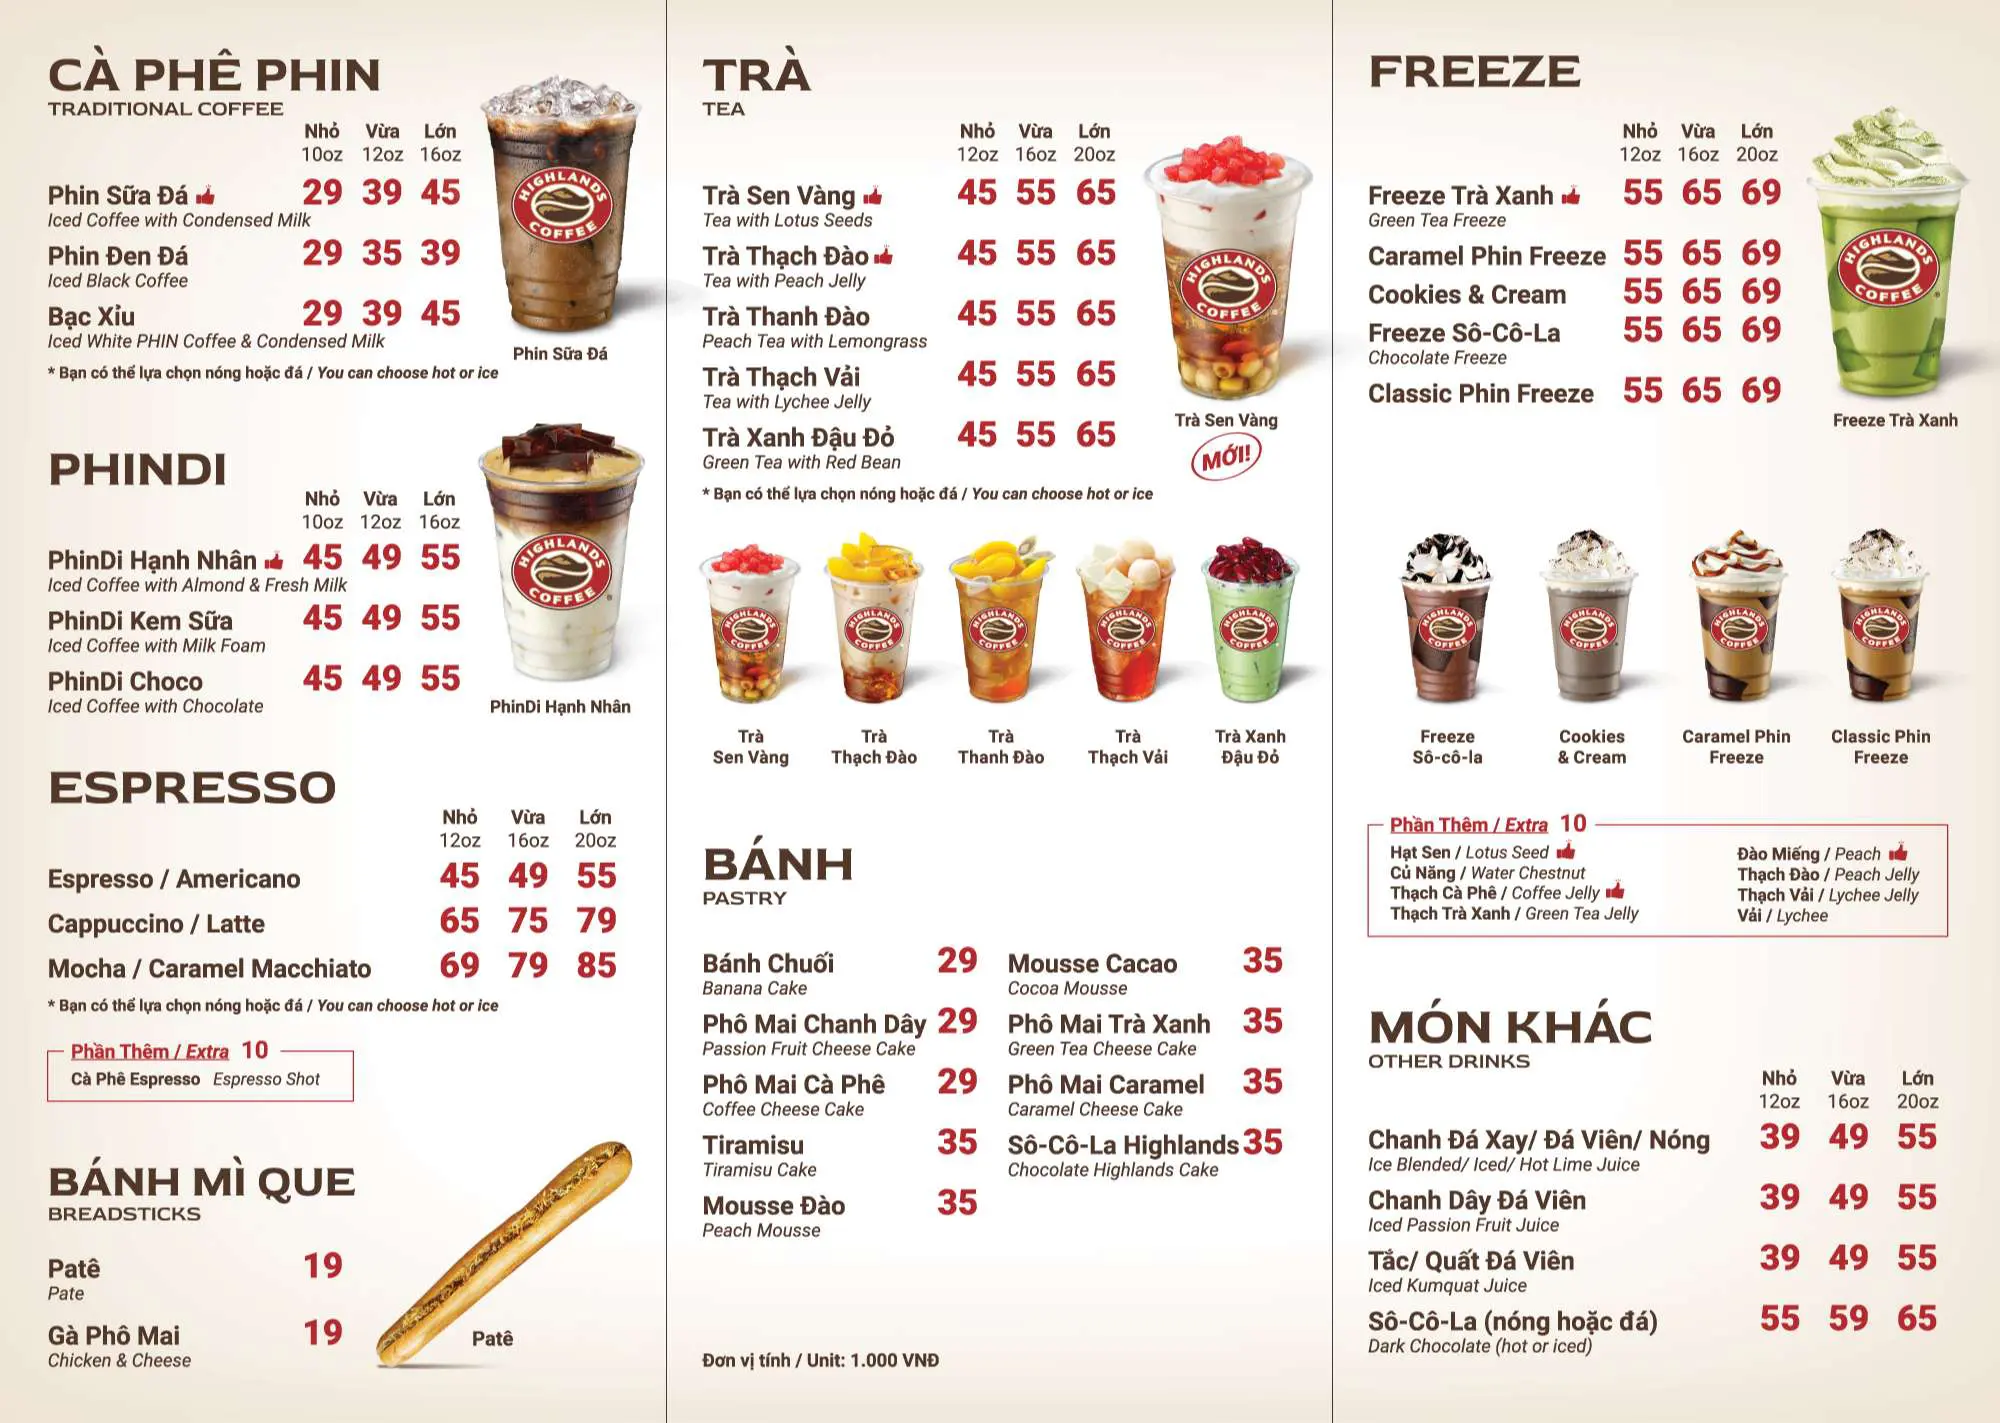 CÀ PHÊ PHIN
TRADITIONAL COFFEE
Nhỏ Vừa Lớn
10oz 12oz 16oz
Phin Sữa Đá 29 39 45
Iced Coffee with Condensed Milk
Phin Đen Đá 29 35 39
Iced Black Coffee
Bạc Xỉu 29 39 45
Iced White PHIN Coffee & Condensed Milk
* Bạn có thể lựa chọn nóng hoặc đá / You can choose hot or ice
HIGHLANDS
COFFEE
Phin Sữa Đá
PHINDI
Nhỏ Vừa Lớn
10oz 12oz 16oz
PhinDi Hạnh Nhân 45 49 55
Iced Coffee with Almond & Fresh Milk
PhinDi Kem Sữa 45 49 55
Iced Coffee with Milk Foam
PhinDi Choco 45 49 55
Iced Coffee with Chocolate
HIGHLANDS
COFFEE
PhinDi Hạnh Nhân
ESPRESSO
Nhỏ Vừa Lớn
12oz 16oz 20oz
Espresso / Americano 45 49 55
Cappuccino / Latte 65 75 79
Mocha / Caramel Macchiato 69 79 85
* Bạn có thể lựa chọn nóng hoặc đá / You can choose hot or ice
Phần Thêm / Extra 10
Cà Phê Espresso Espresso Shot
BÁNH MÌ QUE
BREADSTICKS
Patê 19
Pate
Gà Phô Mai 19
Chicken & Cheese
Patê
TRÀ
TEA
Nhỏ Vừa Lớn
12oz 16oz 20oz
Trà Sen Vàng 45 55 65
Tea with Lotus Seeds
Trà Thạch Đào 45 55 65
Tea with Peach Jelly
Trà Thanh Đào 45 55 65
Peach Tea with Lemongrass
Trà Thạch Vải 45 55 65
Tea with Lychee Jelly
Trà Xanh Đậu Đỏ 45 55 65
Green Tea with Red Bean
* Bạn có thể lựa chọn nóng hoặc đá / You can choose hot or ice
HIGHLANDS
COFFEE
Trà Sen Vàng
MỚI!
HIGHLANDS
COFFEE
HIGHLANDS
COFFEE
HIGHLANDS
COFFEE
HIGHLANDS
COFFEE
HIGHLANDS
COFFEE
Trà
Sen Vàng
Trà
Thạch Đào
Trà
Thanh Đào
Trà
Thạch Vải
Trà Xanh
Đậu Đỏ
BÁNH
PASTRY
Bánh Chuối 29
Banana Cake
Phô Mai Chanh Dây 29
Passion Fruit Cheese Cake
Phô Mai Cà Phê 29
Coffee Cheese Cake
Tiramisu 35
Tiramisu Cake
Mousse Đào 35
Peach Mousse
Mousse Cacao 35
Cocoa Mousse
Phô Mai Trà Xanh 35
Green Tea Cheese Cake
Phô Mai Caramel 35
Caramel Cheese Cake
Sô-Cô-La Highlands 35
Chocolate Highlands Cake
Đơn vị tính / Unit: 1.000 VNĐ
FREEZE
Nhỏ Vừa Lớn
12oz 16oz 20oz
Freeze Trà Xanh 55 65 69
Green Tea Freeze
Caramel Phin Freeze 55 65 69
Cookies & Cream 55 65 69
Freeze Sô-Cô-La 55 65 69
Chocolate Freeze
Classic Phin Freeze 55 65 69
HIGHLANDS
COFFEE
Freeze Trà Xanh
HIGHLANDS
COFFEE
HIGHLANDS
COFFEE
HIGHLANDS
COFFEE
HIGHLANDS
COFFEE
Freeze
Sô-cô-la
Cookies
& Cream
Caramel Phin
Freeze
Classic Phin
Freeze
Phần Thêm / Extra 10
Hạt Sen / Lotus Seed
Củ Năng / Water Chestnut
Thạch Cà Phê / Coffee Jelly
Thạch Trà Xanh / Green Tea Jelly
Đào Miếng / Peach
Thạch Đào / Peach Jelly
Thạch Vải / Lychee Jelly
Vải / Lychee
MÓN KHÁC
OTHER DRINKS
Nhỏ Vừa Lớn
12oz 16oz 20oz
Chanh Đá Xay/ Đá Viên/ Nóng 39 49 55
Ice Blended/ Iced/ Hot Lime Juice
Chanh Dây Đá Viên 39 49 55
Iced Passion Fruit Juice
Tắc/ Quất Đá Viên 39 49 55
Iced Kumquat Juice
Sô-Cô-La (nóng hoặc đá) 55 59 65
Dark Chocolate (hot or iced)